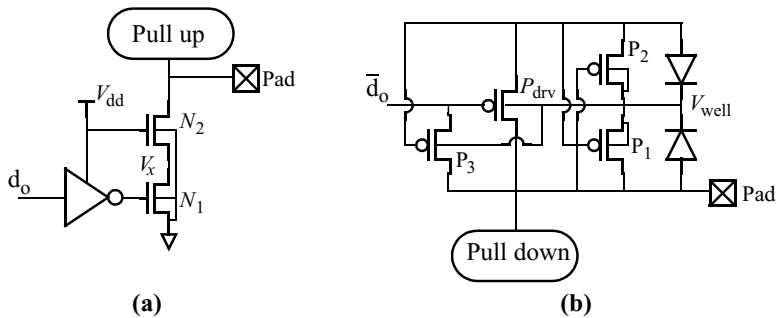 Pull up
Pad
V_dd
N_2
V_x
d_o
N_1
(a)
P_2
d̅_o
P_drv
V_well
P_1
P_3
Pad
Pull down
(b)